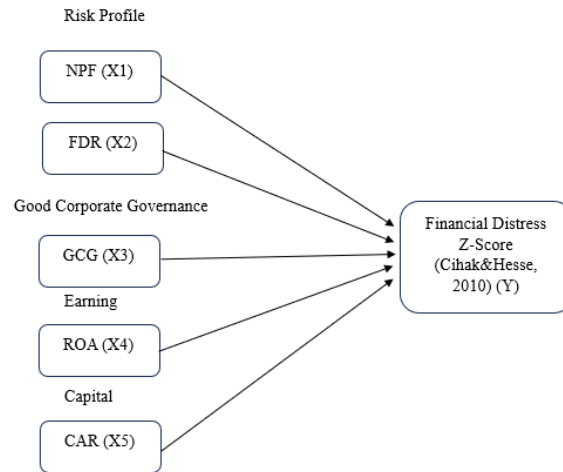 Risk Profile
NPF (X1)
FDR (X2)
Good Corporate Governance
GCG (X3)
Earning
ROA (X4)
Capital
CAR (X5)
Financial Distress
Z-Score
(Cihak&Hesse,
2010) (Y)